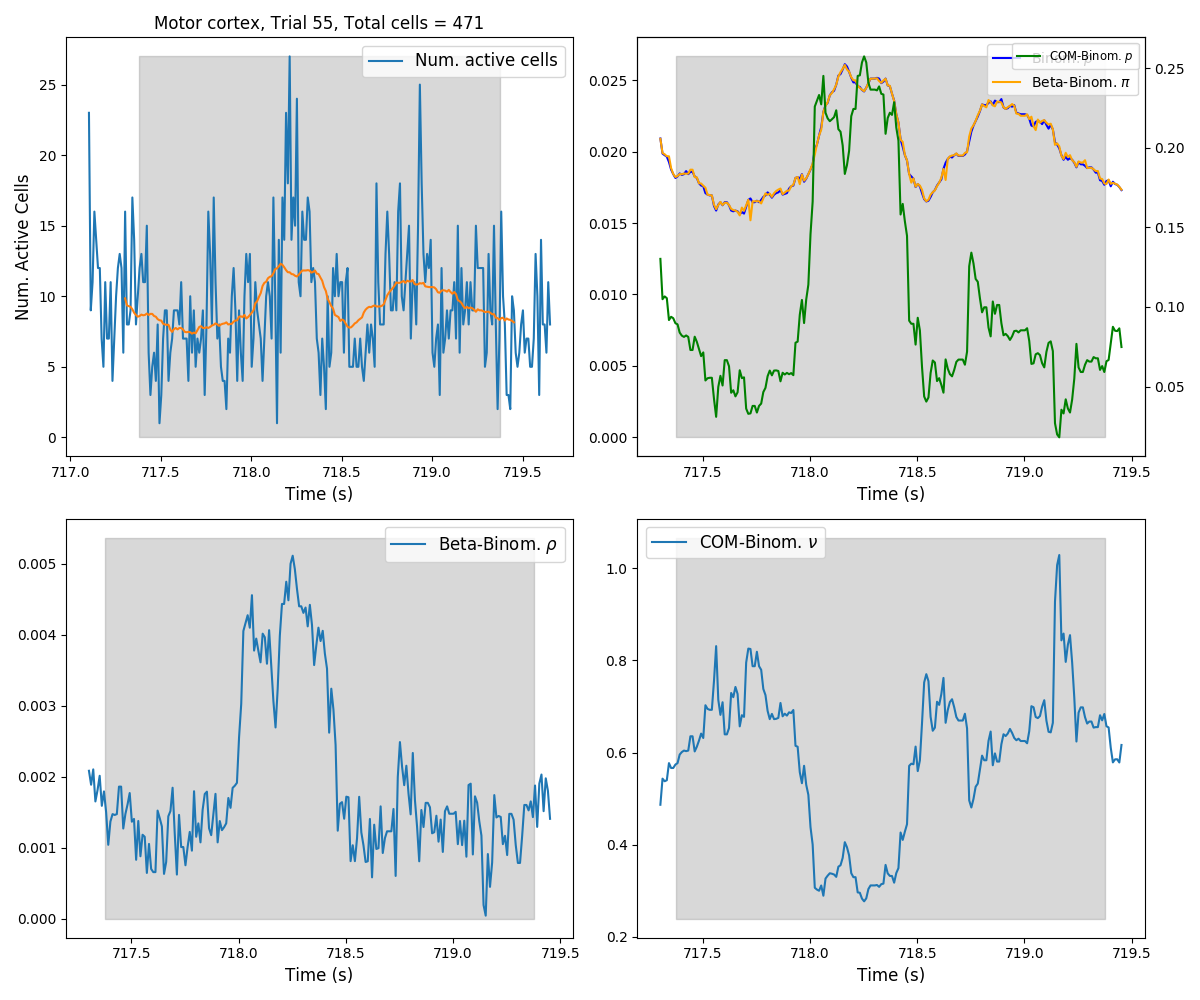 Motor cortex, Trial 55, Total cells = 471
Num. active cells
Num. Active Cells
25
20
15
10
5
0
717.0 717.5 718.0 718.5 719.0 719.5
Time (s)
COM-Binom. p
Beta-Binom. π
0.025
0.020
0.015
0.010
0.005
0.000
0.25
0.20
0.15
0.10
0.05
717.5 718.0 718.5 719.0 719.5
Time (s)
Beta-Binom. ρ
0.005
0.004
0.003
0.002
0.001
0.000
717.5 718.0 718.5 719.0 719.5
Time (s)
COM-Binom. ν
1.0
0.8
0.6
0.4
0.2
717.5 718.0 718.5 719.0 719.5
Time (s)